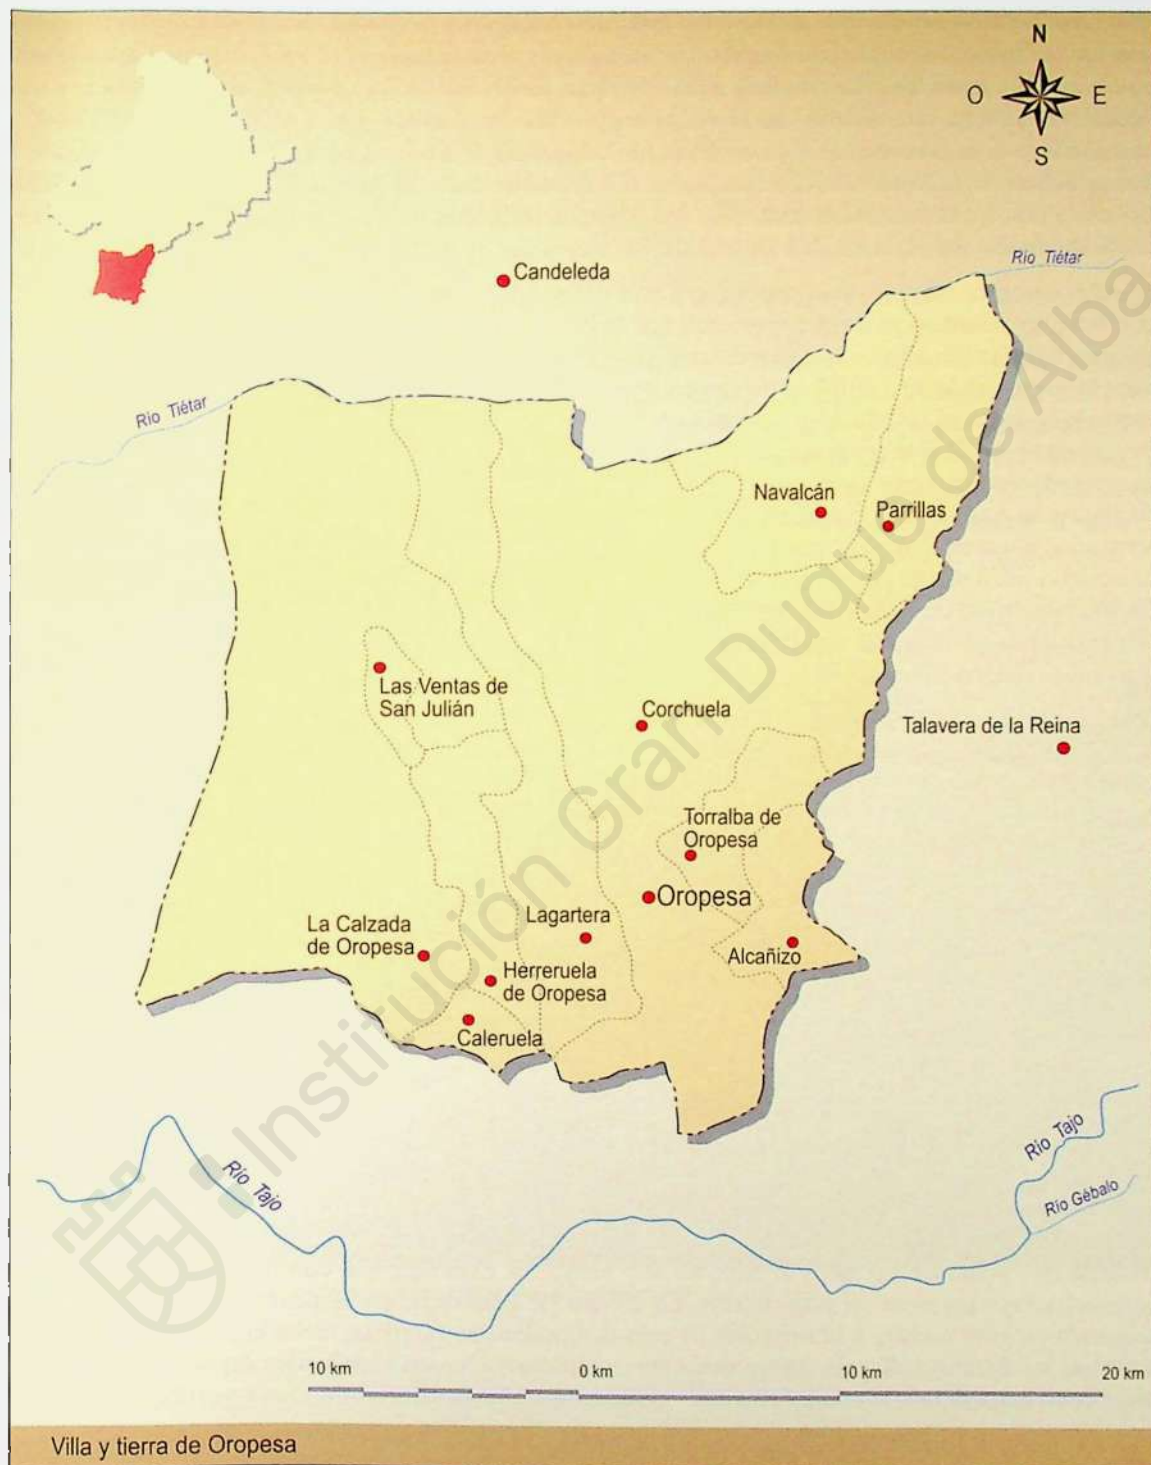 N
O E
S
Candeleda
Río Tiétar
Río Tiétar
Navalcán
Parrillas
Las Ventas de
San Julián
Corchuela
Talavera de la Reina
Torralba de
Oropesa
Oropesa
La Calzada
de Oropesa
Lagartera
Alcañizo
Herreruela
de Oropesa
Caleruela
Río Tajo
Río Tajo
Río Gébalo
10 km 0 km 10 km 20 km
Villa y tierra de Oropesa
Institución Gran Duque de Alba